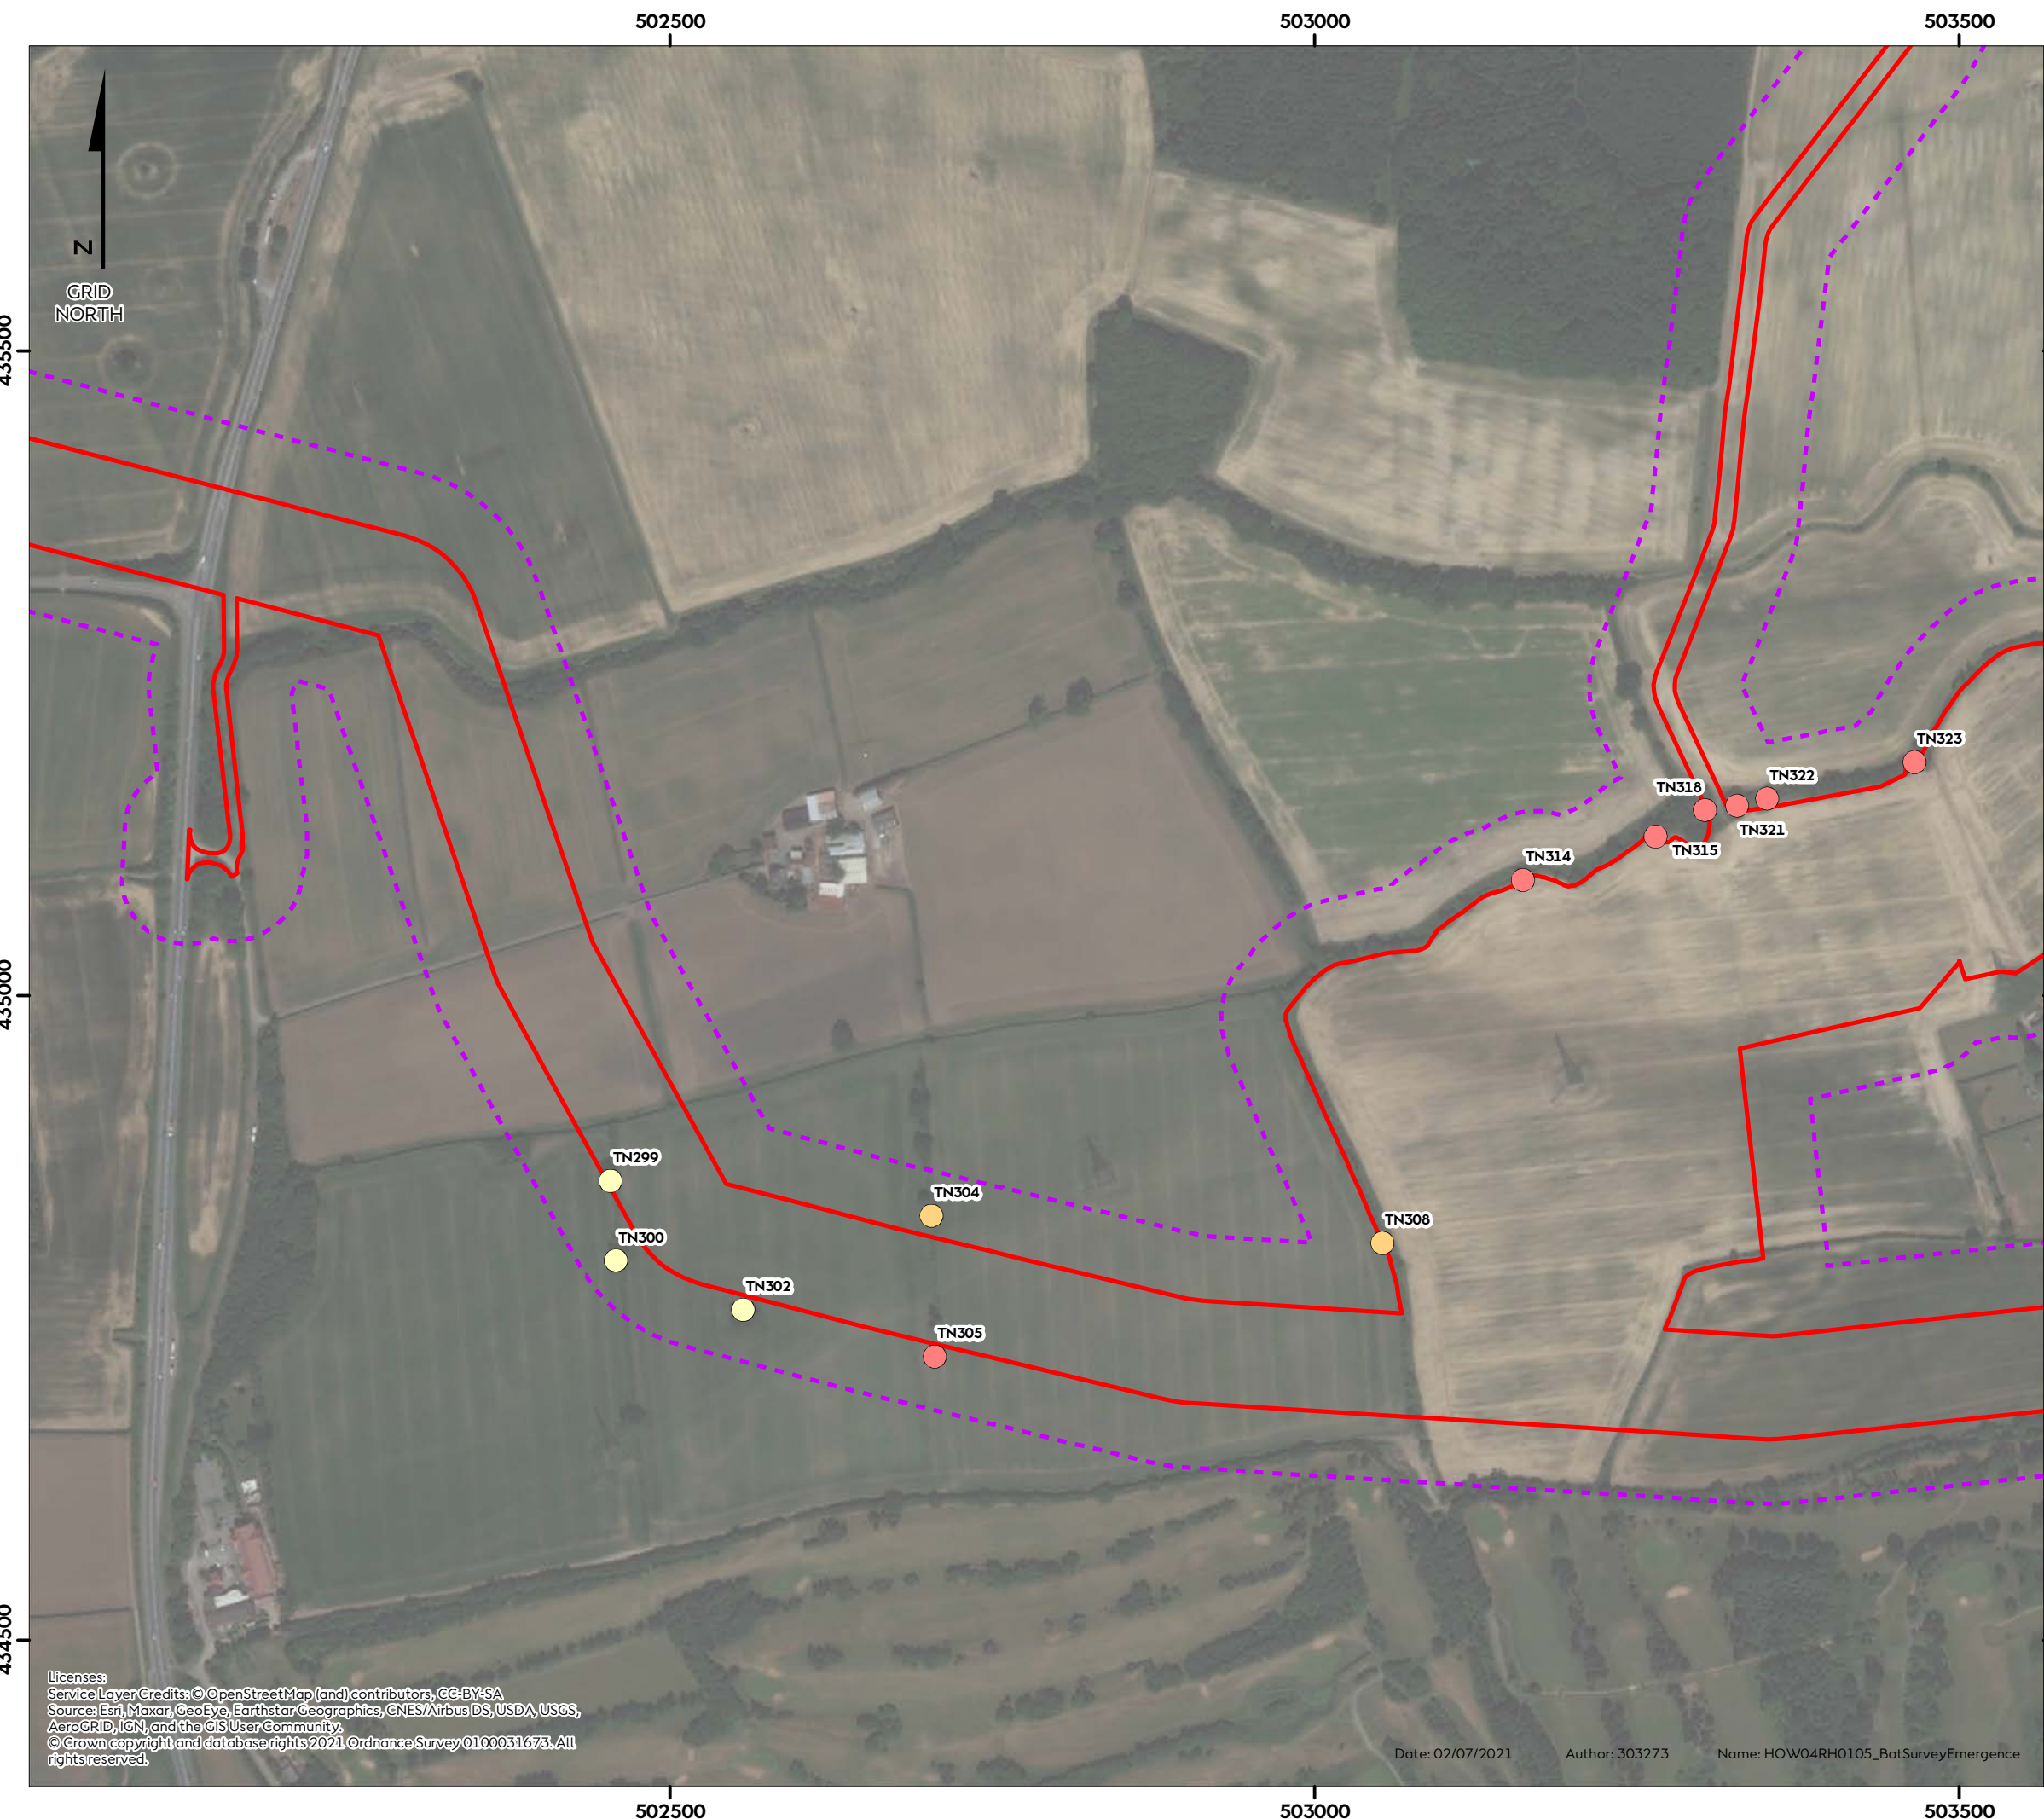 502500 503000 503500
N
GRID
NORTH
435500
TN323
TN322
TN318
TN321
TN315
TN314
435000
TN299
TN304
TN308
TN300
TN302
TN305
434500
Licenses:
Service Layer Credits: © OpenStreetMap (and) contributors, CC-BY-SA
Source: Esri, Maxar, GeoEye, Earthstar Geographics, CNES/Airbus DS, USDA, USGS,
AeroGRID, IGN, and the GIS User Community.
© Crown copyright and database rights 2021. Ordnance Survey 0100031673. All
rights reserved.
Date: 02/07/2021 Author: 303273 Name: HOW04RH0105_BatSurveyEmergence
502500 503000 503500